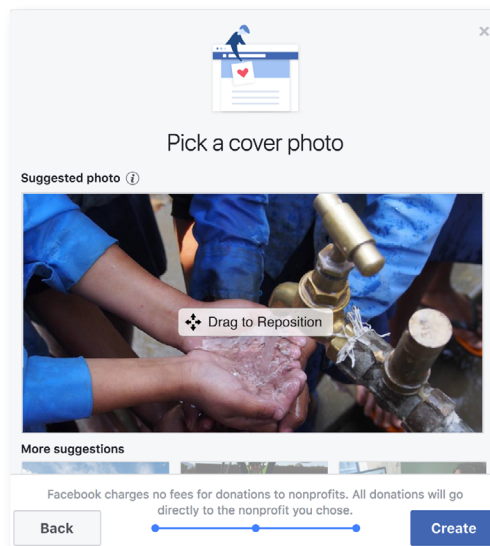 Pick a cover photo
Suggested photo
Drag to Reposition
More suggestions
Facebook charges no fees for donations to nonprofits. All donations will go
directly to the nonprofit you chose.
Back
Create